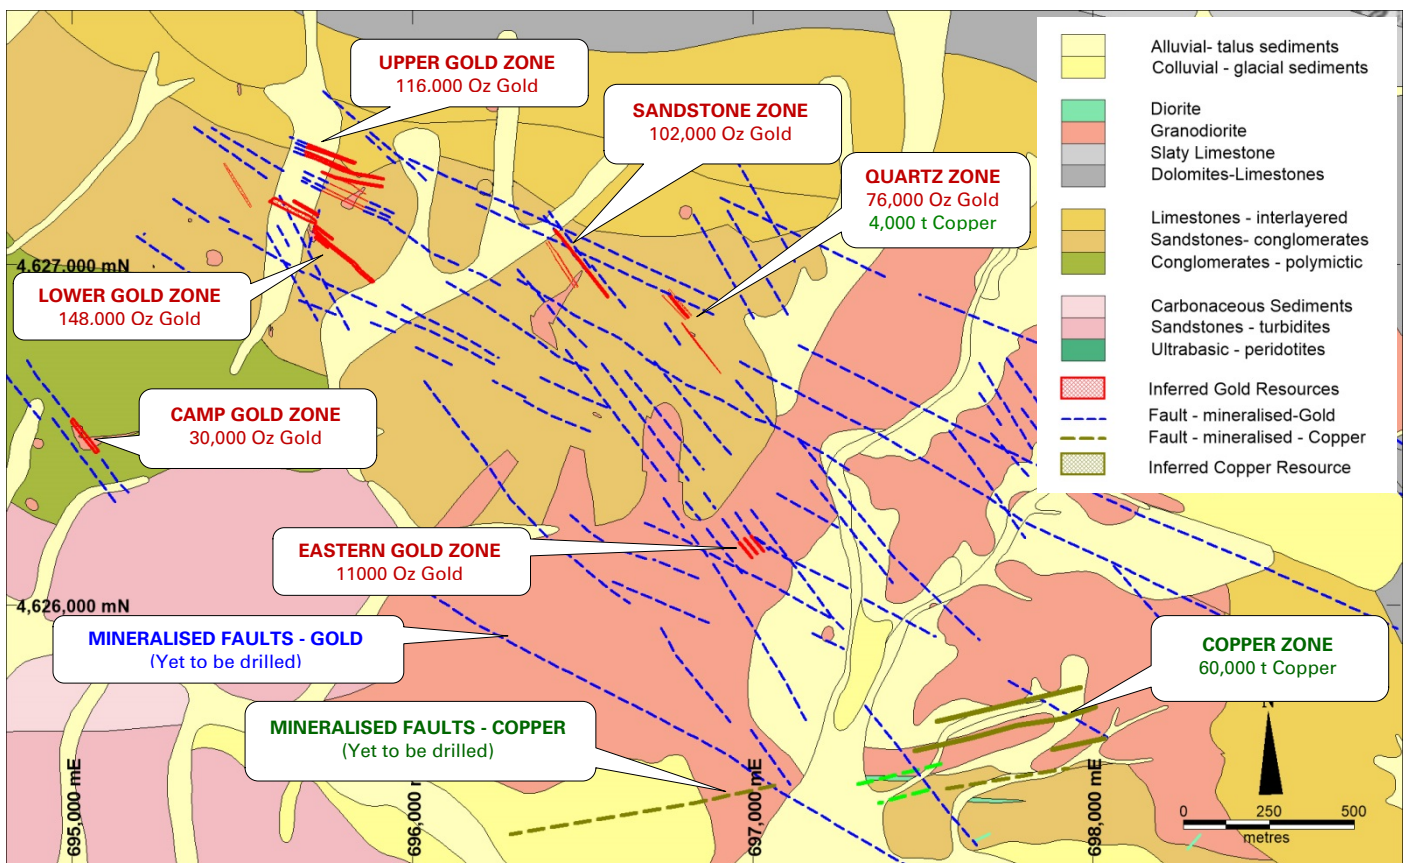 UPPER GOLD ZONE
116.000 Oz Gold
SANDSTONE ZONE
102,000 Oz Gold
QUARTZ ZONE
76,000 Oz Gold
4,000 t Copper
4,627,000 mN
LOWER GOLD ZONE
148.000 Oz Gold
CAMP GOLD ZONE
30,000 Oz Gold
EASTERN GOLD ZONE
11000 Oz Gold
4,626,000 mN
MINERALISED FAULTS - GOLD
(Yet to be drilled)
COPPER ZONE
60,000 t Copper
MINERALISED FAULTS - COPPER
(Yet to be drilled)
695,000 mE
696,000 m
697,000 mE
698,000 mE
Alluvial- talus sediments
Colluvial - glacial sediments
Diorite
Granodiorite
Slaty Limestone
Dolomites-Limestones
Limestones - interlayered
Sandstones- conglomerates
Conglomerates - polymictic
Carbonaceous Sediments
Sandstones - turbidites
Ultrabasic - peridotites
Inferred Gold Resources
Fault - mineralised-Gold
Fault - mineralised - Copper
Inferred Copper Resource
N
0 250 500
metres